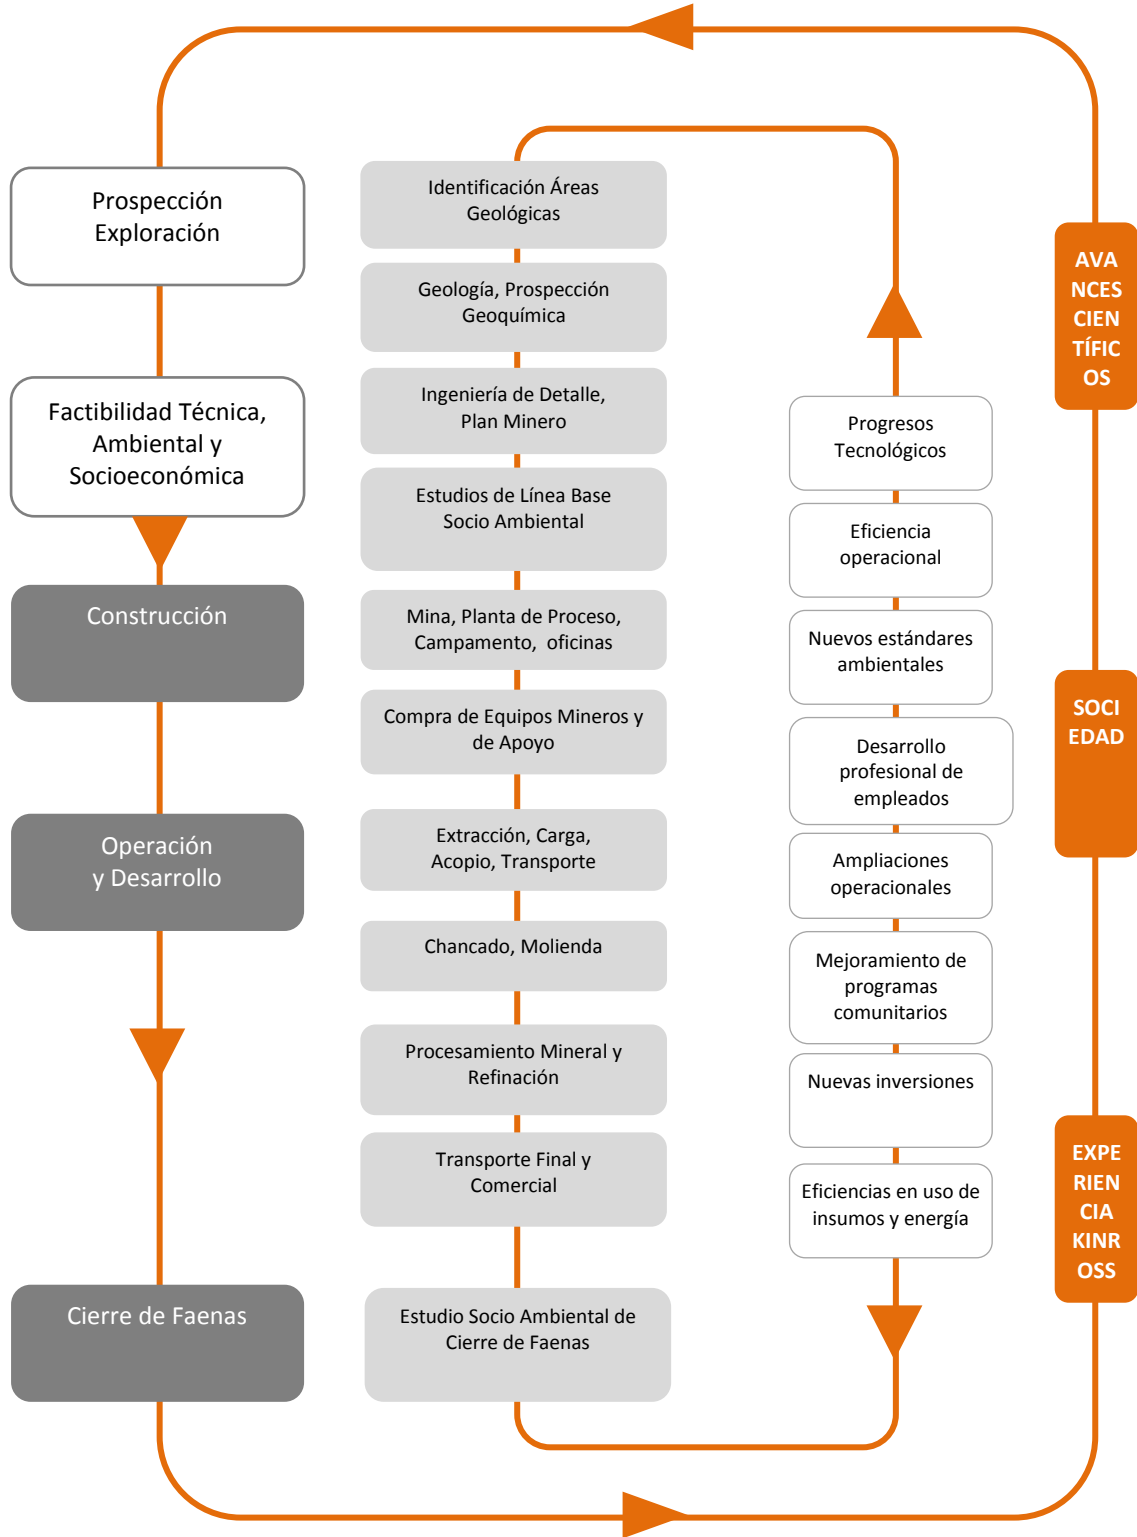 Prospección
Exploración
Factibilidad Técnica,
Ambiental y
Socioeconómica
Construcción
Operación
y Desarrollo
Cierre de Faenas
Identificación Áreas
Geológicas
Geología, Prospección
Geoquímica
Ingeniería de Detalle,
Plan Minero
Estudios de Línea Base
Socio Ambiental
Mina, Planta de Proceso,
Campamento, oficinas
Compra de Equipos Mineros y
de Apoyo
Extracción, Carga,
Acopio, Transporte
Chancado, Molienda
Procesamiento Mineral y
Refinación
Transporte Final y
Comercial
Estudio Socio Ambiental de
Cierre de Faenas
Progresos
Tecnológicos
Eficiencia
operacional
Nuevos estándares
ambientales
Desarrollo
profesional de
empleados
Ampliaciones
operacionales
Mejoramiento de
programas
comunitarios
Nuevas inversiones
Eficiencias en uso de
insumos y energía
AVA
NCES
CIEN
TÍFIC
OS
SOCI
EDAD
EXPE
RIEN
CIA
KINR
OSS